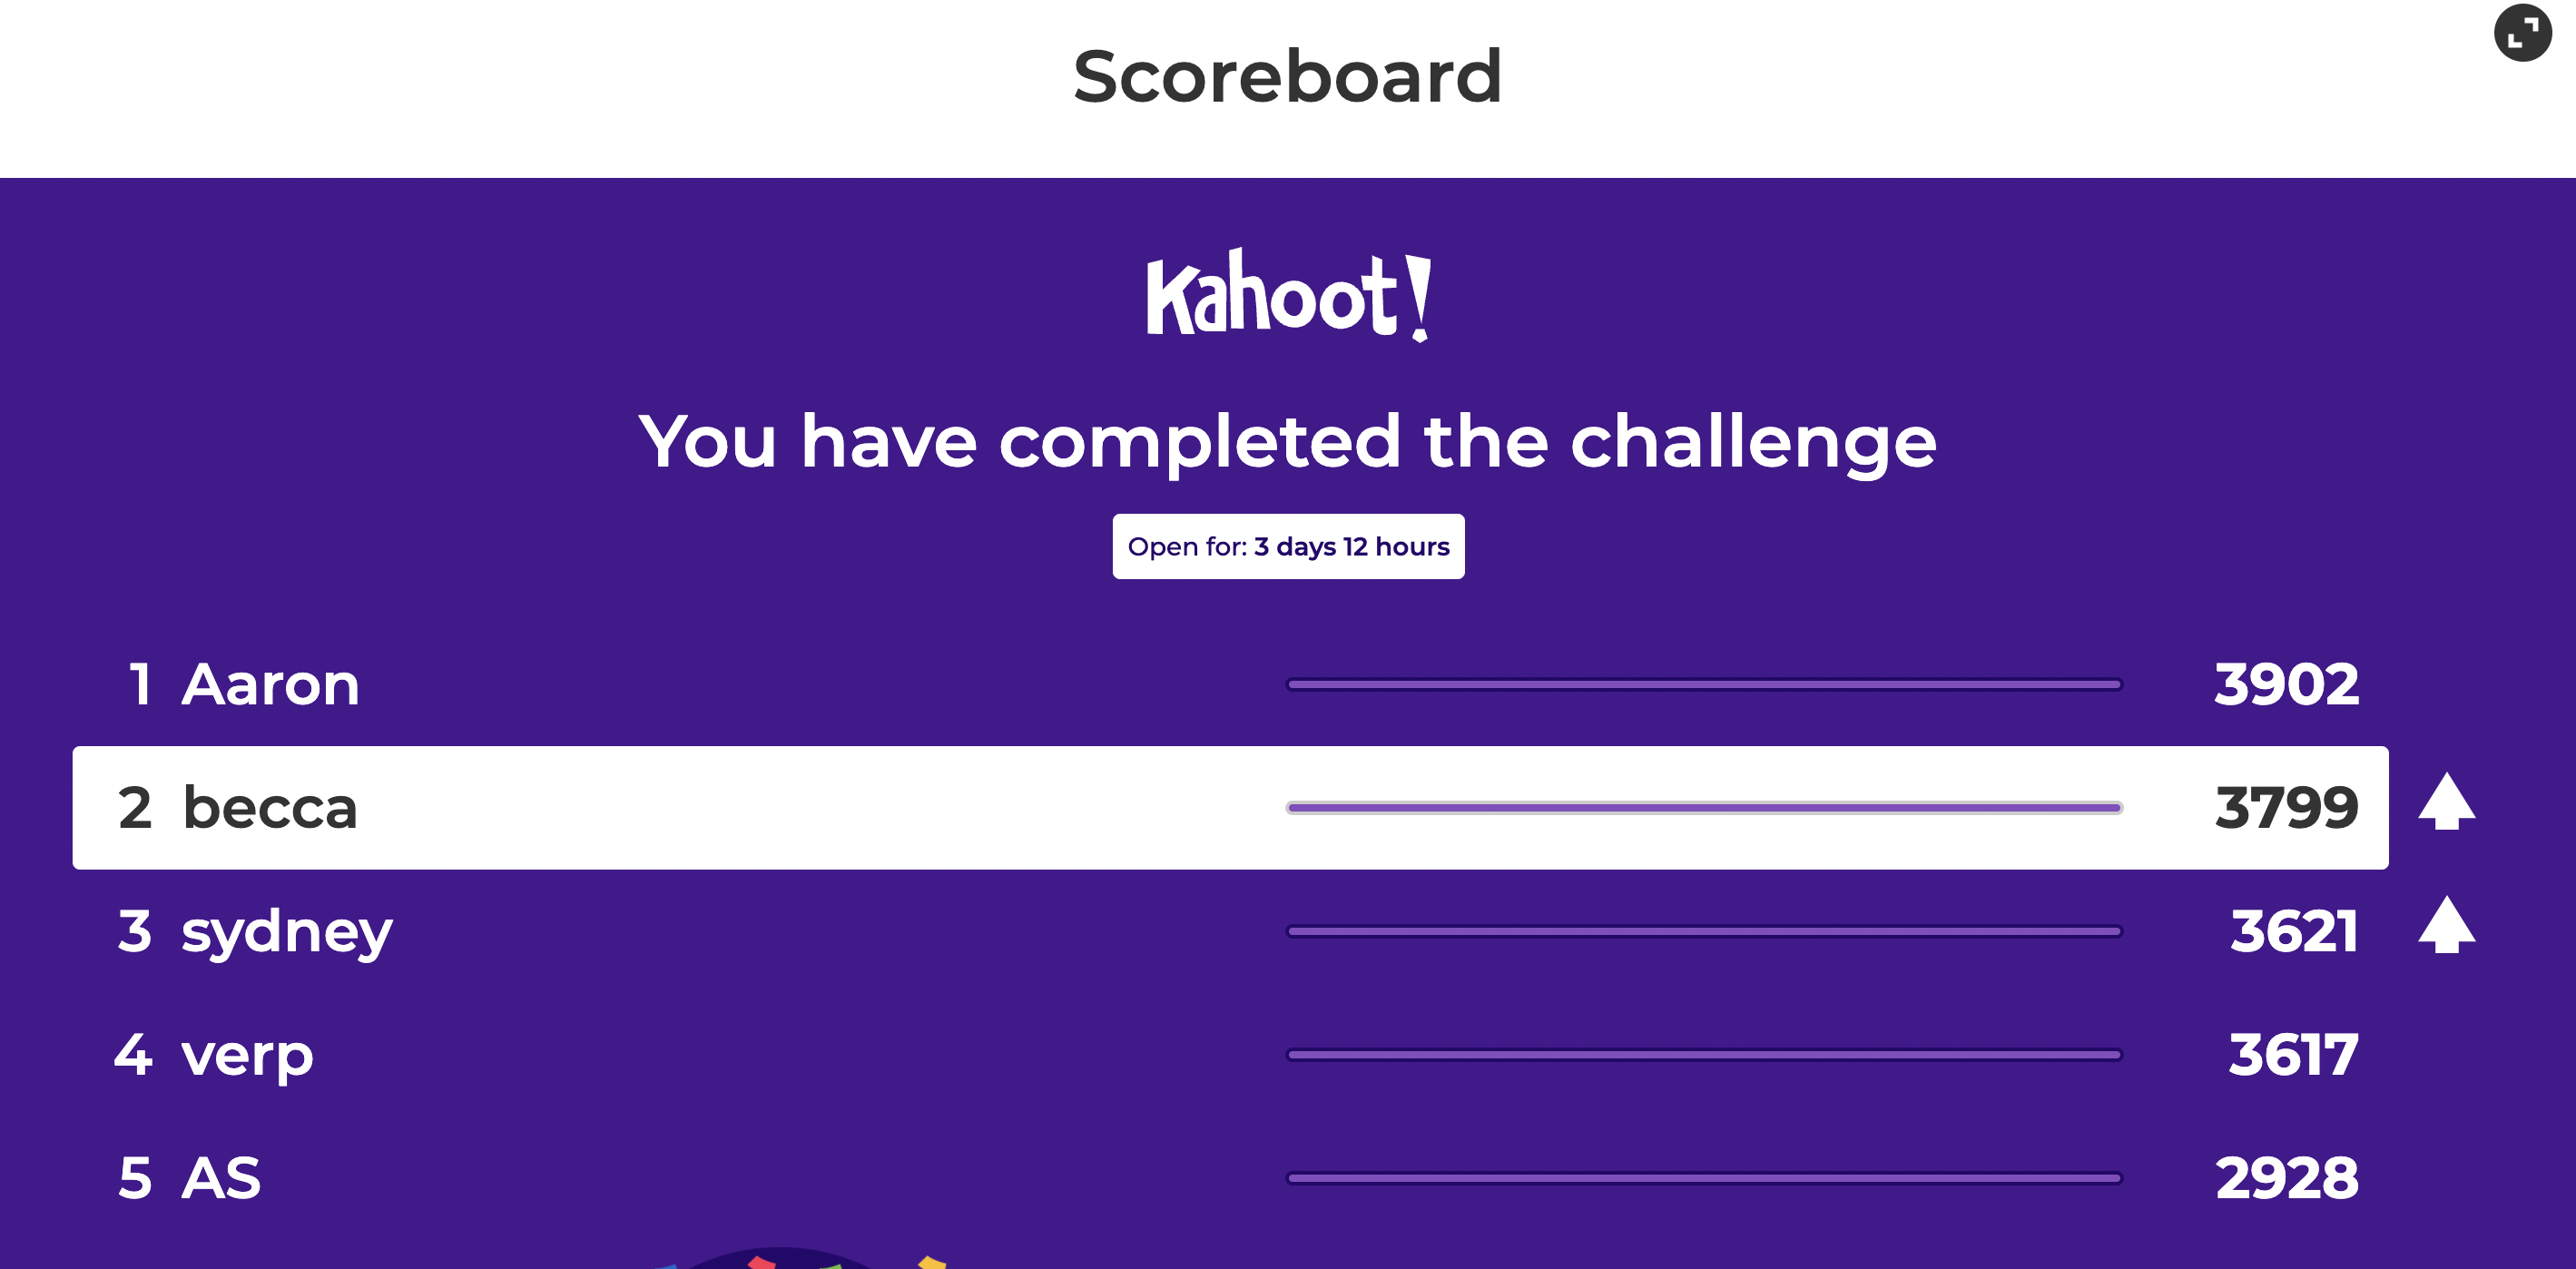 Scoreboard
Kahoot!
You have completed the challenge
Open for: 3 days 12 hours
1 Aaron 3902
2 becca 3799
3 sydney 3621
4 verp 3617
5 AS 2928